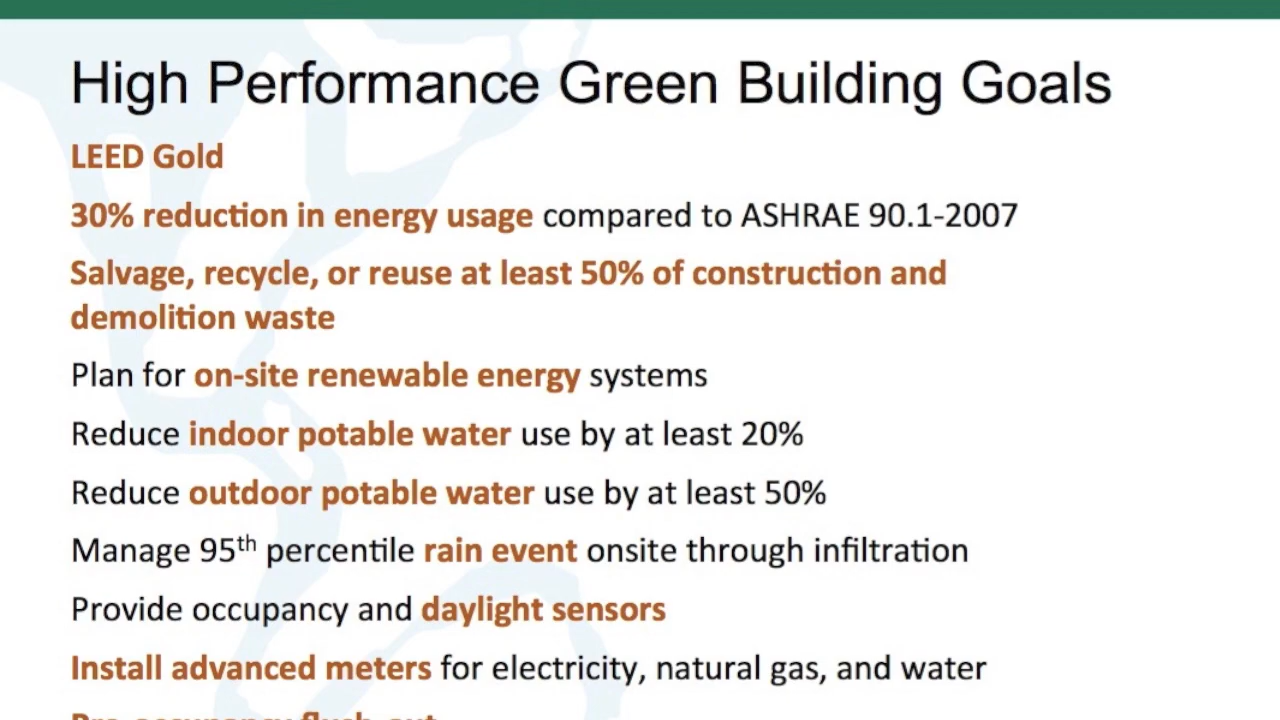 High Performance Green Building Goals
LEED Gold
30% reduction in energy usage compared to ASHRAE 90.1-2007
Salvage, recycle, or reuse at least 50% of construction and
demolition waste
Plan for on-site renewable energy systems
Reduce indoor potable water use by at least 20%
Reduce outdoor potable water use by at least 50%
Manage 95th percentile rain event onsite through infiltration
Provide occupancy and daylight sensors
Install advanced meters for electricity, natural gas, and water
Pre-occupancy flush-out